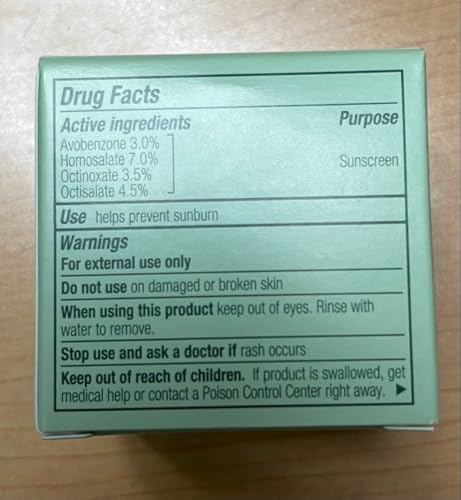 Drug Facts
Active ingredients Purpose
Avobenzone 3.0%
Homosalate 7.0% Sunscreen
Octinoxate 3.5%
Octisalate 4.5%
Use helps prevent sunburn
Warnings
For external use only
Do not use on damaged or broken skin
When using this product keep out of eyes. Rinse with
water to remove.
Stop use and ask a doctor if rash occurs
Keep out of reach of children. If product is swallowed, get
medical help or contact a Poison Control Center right away. ▶